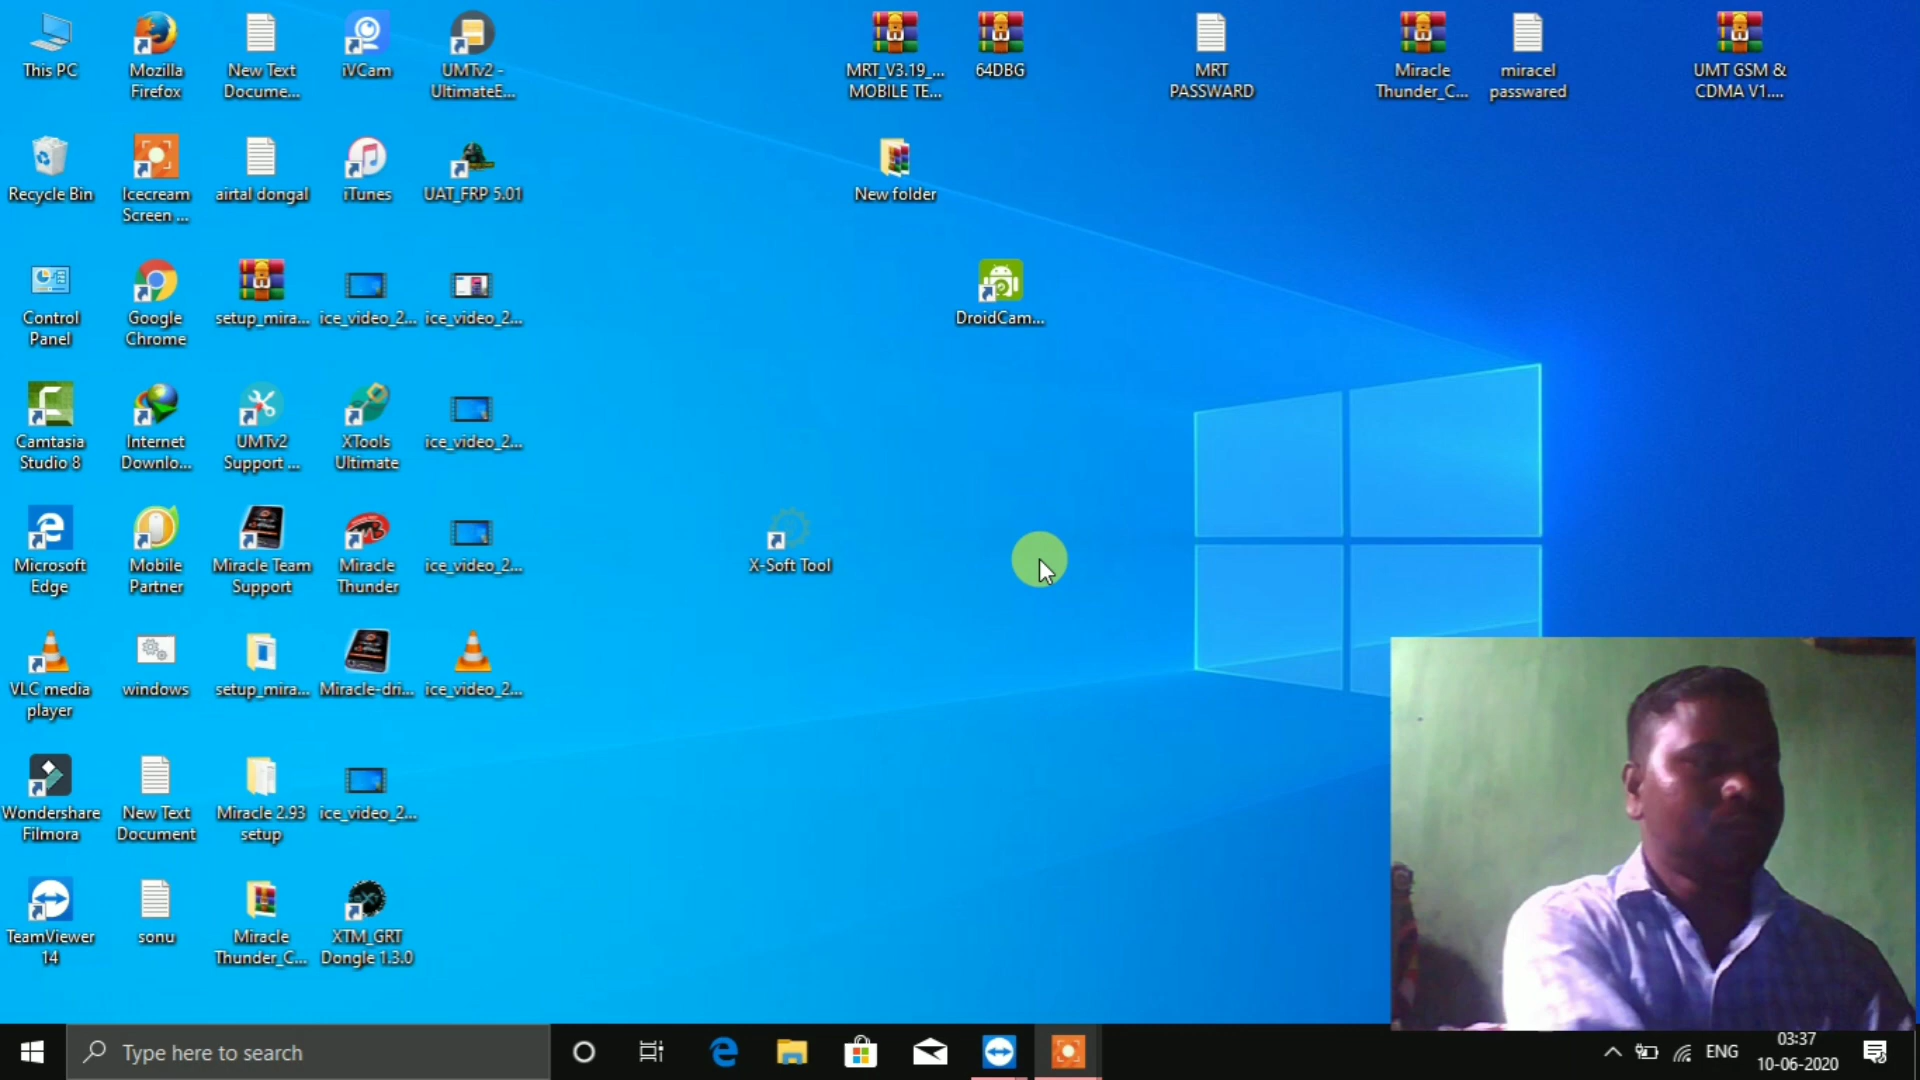 This PC
Mozilla
Firefox
New Text
Docume...
iVCam
UMTv2 -
UltimateE...
MRT_V3.19_...
MOBILE TE...
64DBG
MRT
PASSWARD
Miracle
Thunder_C...
miracel
passwared
UMT GSM &
CDMA V1....
Recycle Bin
Icecream
Screen ...
airtal dongal
iTunes
UAT_FRP 5.01
New folder
Control
Panel
Google
Chrome
setup_mira...
ice_video_2...
ice_video_2...
DroidCam...
Camtasia
Studio 8
Internet
Downlo...
UMTv2
Support ...
XTools
Ultimate
ice_video_2...
Microsoft
Edge
Mobile
Partner
Miracle Team
Support
Miracle
Thunder
ice_video_2...
X-Soft Tool
VLC media
player
windows
setup_mira...
Miracle-dri...
ice_video_2...
Wondershare
Filmora
New Text
Document
Miracle 2.93
setup
ice_video_2...
TeamViewer
14
sonu
Miracle
Thunder_C...
XTM_GRT
Dongle 1.3.0
Type here to search
ENG
03:37
10-06-2020